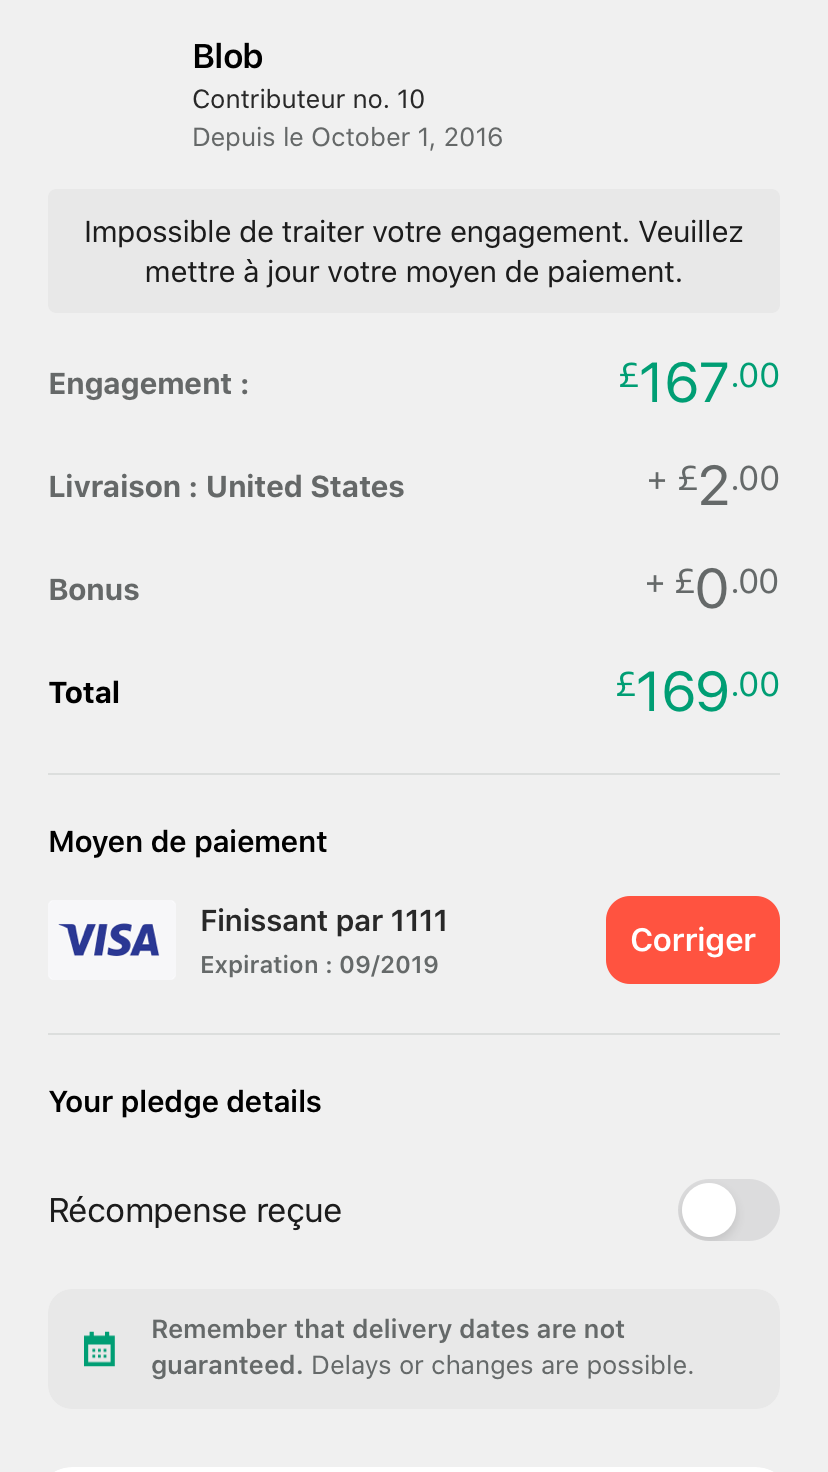 Blob
Contributeur no. 10
Depuis le October 1, 2016
Impossible de traiter votre engagement. Veuillez
mettre à jour votre moyen de paiement.
Engagement : £167.00
Livraison : United States + £2.00
Bonus + £0.00
Total £169.00
Moyen de paiement
VISA
Finissant par 1111
Expiration : 09/2019
Corriger
Your pledge details
Récompense reçue
Remember that delivery dates are not
guaranteed. Delays or changes are possible.